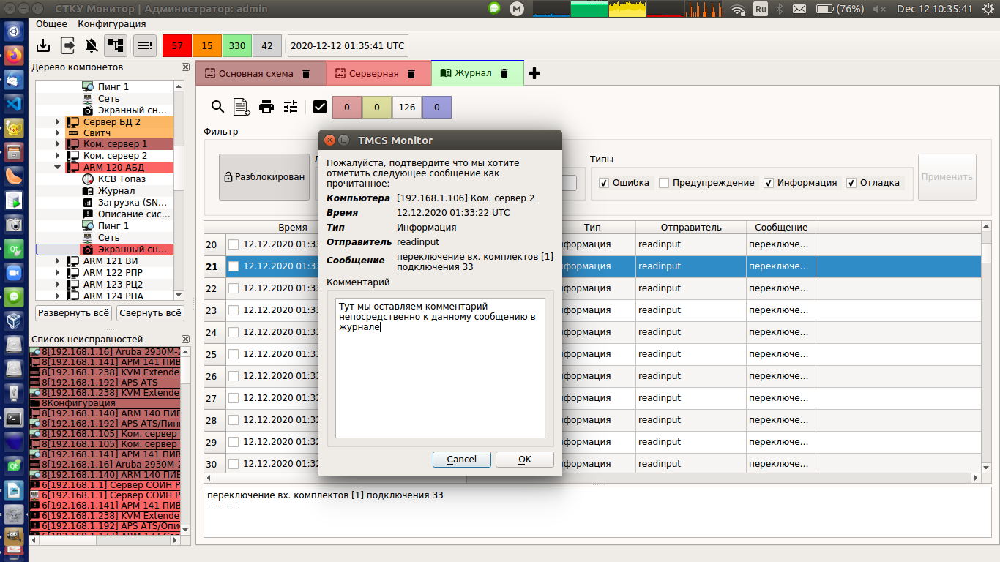 СТКУ Монитор | Администратор: admin
Ru
(76%)
Dec 12 10:35:41
Общее Конфигурация
57 15 330 42 2020-12-12 01:35:41 UTC
Дерево компонетов
Пинг 1
Сеть
Экранный сн...
Сервер БД 2
Свитч
Ком. сервер 1
Ком. сервер 2
ARM 120 АБД
КСВ Топаз
Журнал
Загрузка (SN...
Описание сис...
Пинг 1
Сеть
Экранный сн...
ARM 121 ВИ
ARM 122 РПР
ARM 123 РЦ2
ARM 124 РПА
Развернуть всё Свернуть всё
Список неисправностей
8[192.168.1.16] Aruba 2930M-2
8[192.168.1.141] АРМ 141 ПИВ
8[192.168.1.238] KVM Extende
8[192.168.1.192] APS ATS
8[192.168.1.238] KVM Extende
8Конфигурация
8[192.168.1.140] ARM 140 ПИВ
8[192.168.1.192] APS ATS/Пин
8[192.168.1.105] Ком. сервер
8[192.168.1.105] Ком. сервер
8[192.168.1.141] АРМ 141 ПИВ
8[192.168.1.16] Aruba 2930M-2
8[192.168.1.140] ARM 140 ПИВ
6[192.168.1.1] Сервер СОИН Р
6[192.168.1.1] Сервер СОИН Р
6[192.168.1.141] АРМ 141 ПИВ
6[192.168.1.238] KVM Extende
6[192.168.1.192] APS ATS/Опи
Основная схема Серверная Журнал
0 0 126 0
Фильтр
Разблокирован
Типы
Ошибка Предупреждение Информация Отладка
Применить
Время Тип Отправитель Сообщение
20 12.12.2020 01:33 формация readinput переключе...
21 12.12.2020 01:33 формация readinput переключе...
22 12.12.2020 01:33 формация readinput переключе...
23 12.12.2020 01:33 формация readinput переключе...
24 12.12.2020 01:33 формация readinput переключе...
25 12.12.2020 01:33 формация readinput переключе...
26 12.12.2020 01:33 формация readinput переключе...
27 12.12.2020 01:32 формация readinput переключе...
28 12.12.2020 01:32 формация readinput переключе...
29 12.12.2020 01:32 формация readinput переключе...
30 12.12.2020 01:32 формация readinput переключе...
переключение вх. комплектов [1] подключения 33
----------
TMCS Monitor
Пожалуйста, подтвердите что мы хотите
отметить следующее сообщение как
прочитанное:
Компьютера [192.168.1.106] Ком. сервер 2
Время 12.12.2020 01:33:22 UTC
Тип Информация
Отправитель readinput
Сообщение переключение вх. комплектов [1]
подключения 33
Комментарий
Тут мы оставляем комментарий
непосредственно к данному сообщению в
журнале
Cancel OK